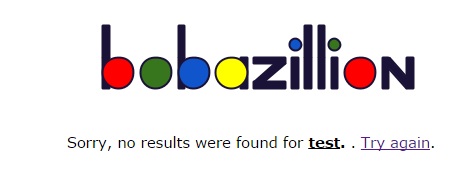 bobazillion
Sorry, no results were found for test. . Try again.